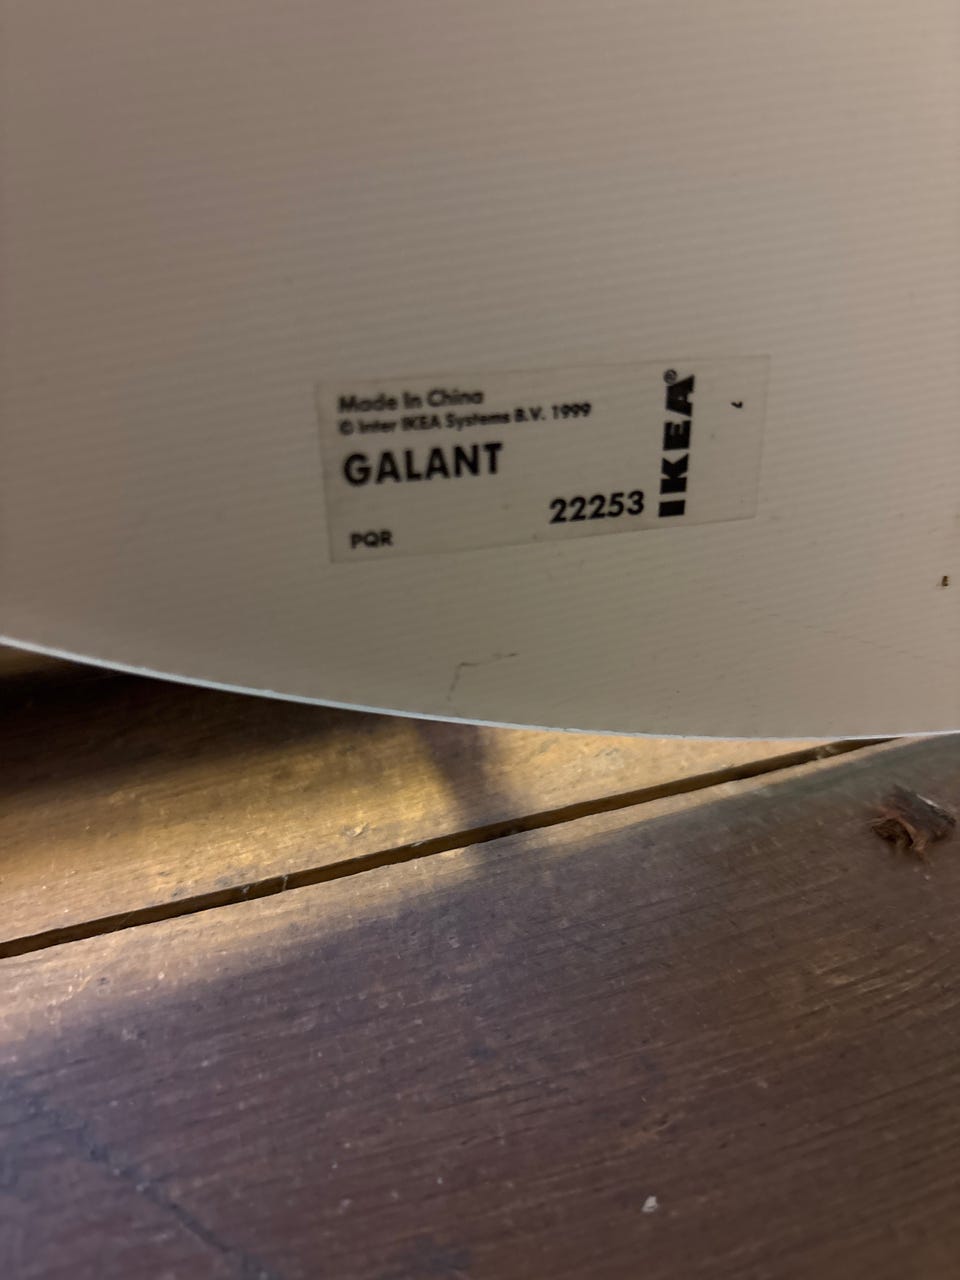 Made In China
© Inter IKEA Systems B.V. 1999
GALANT
22253
PQR
IKEA®